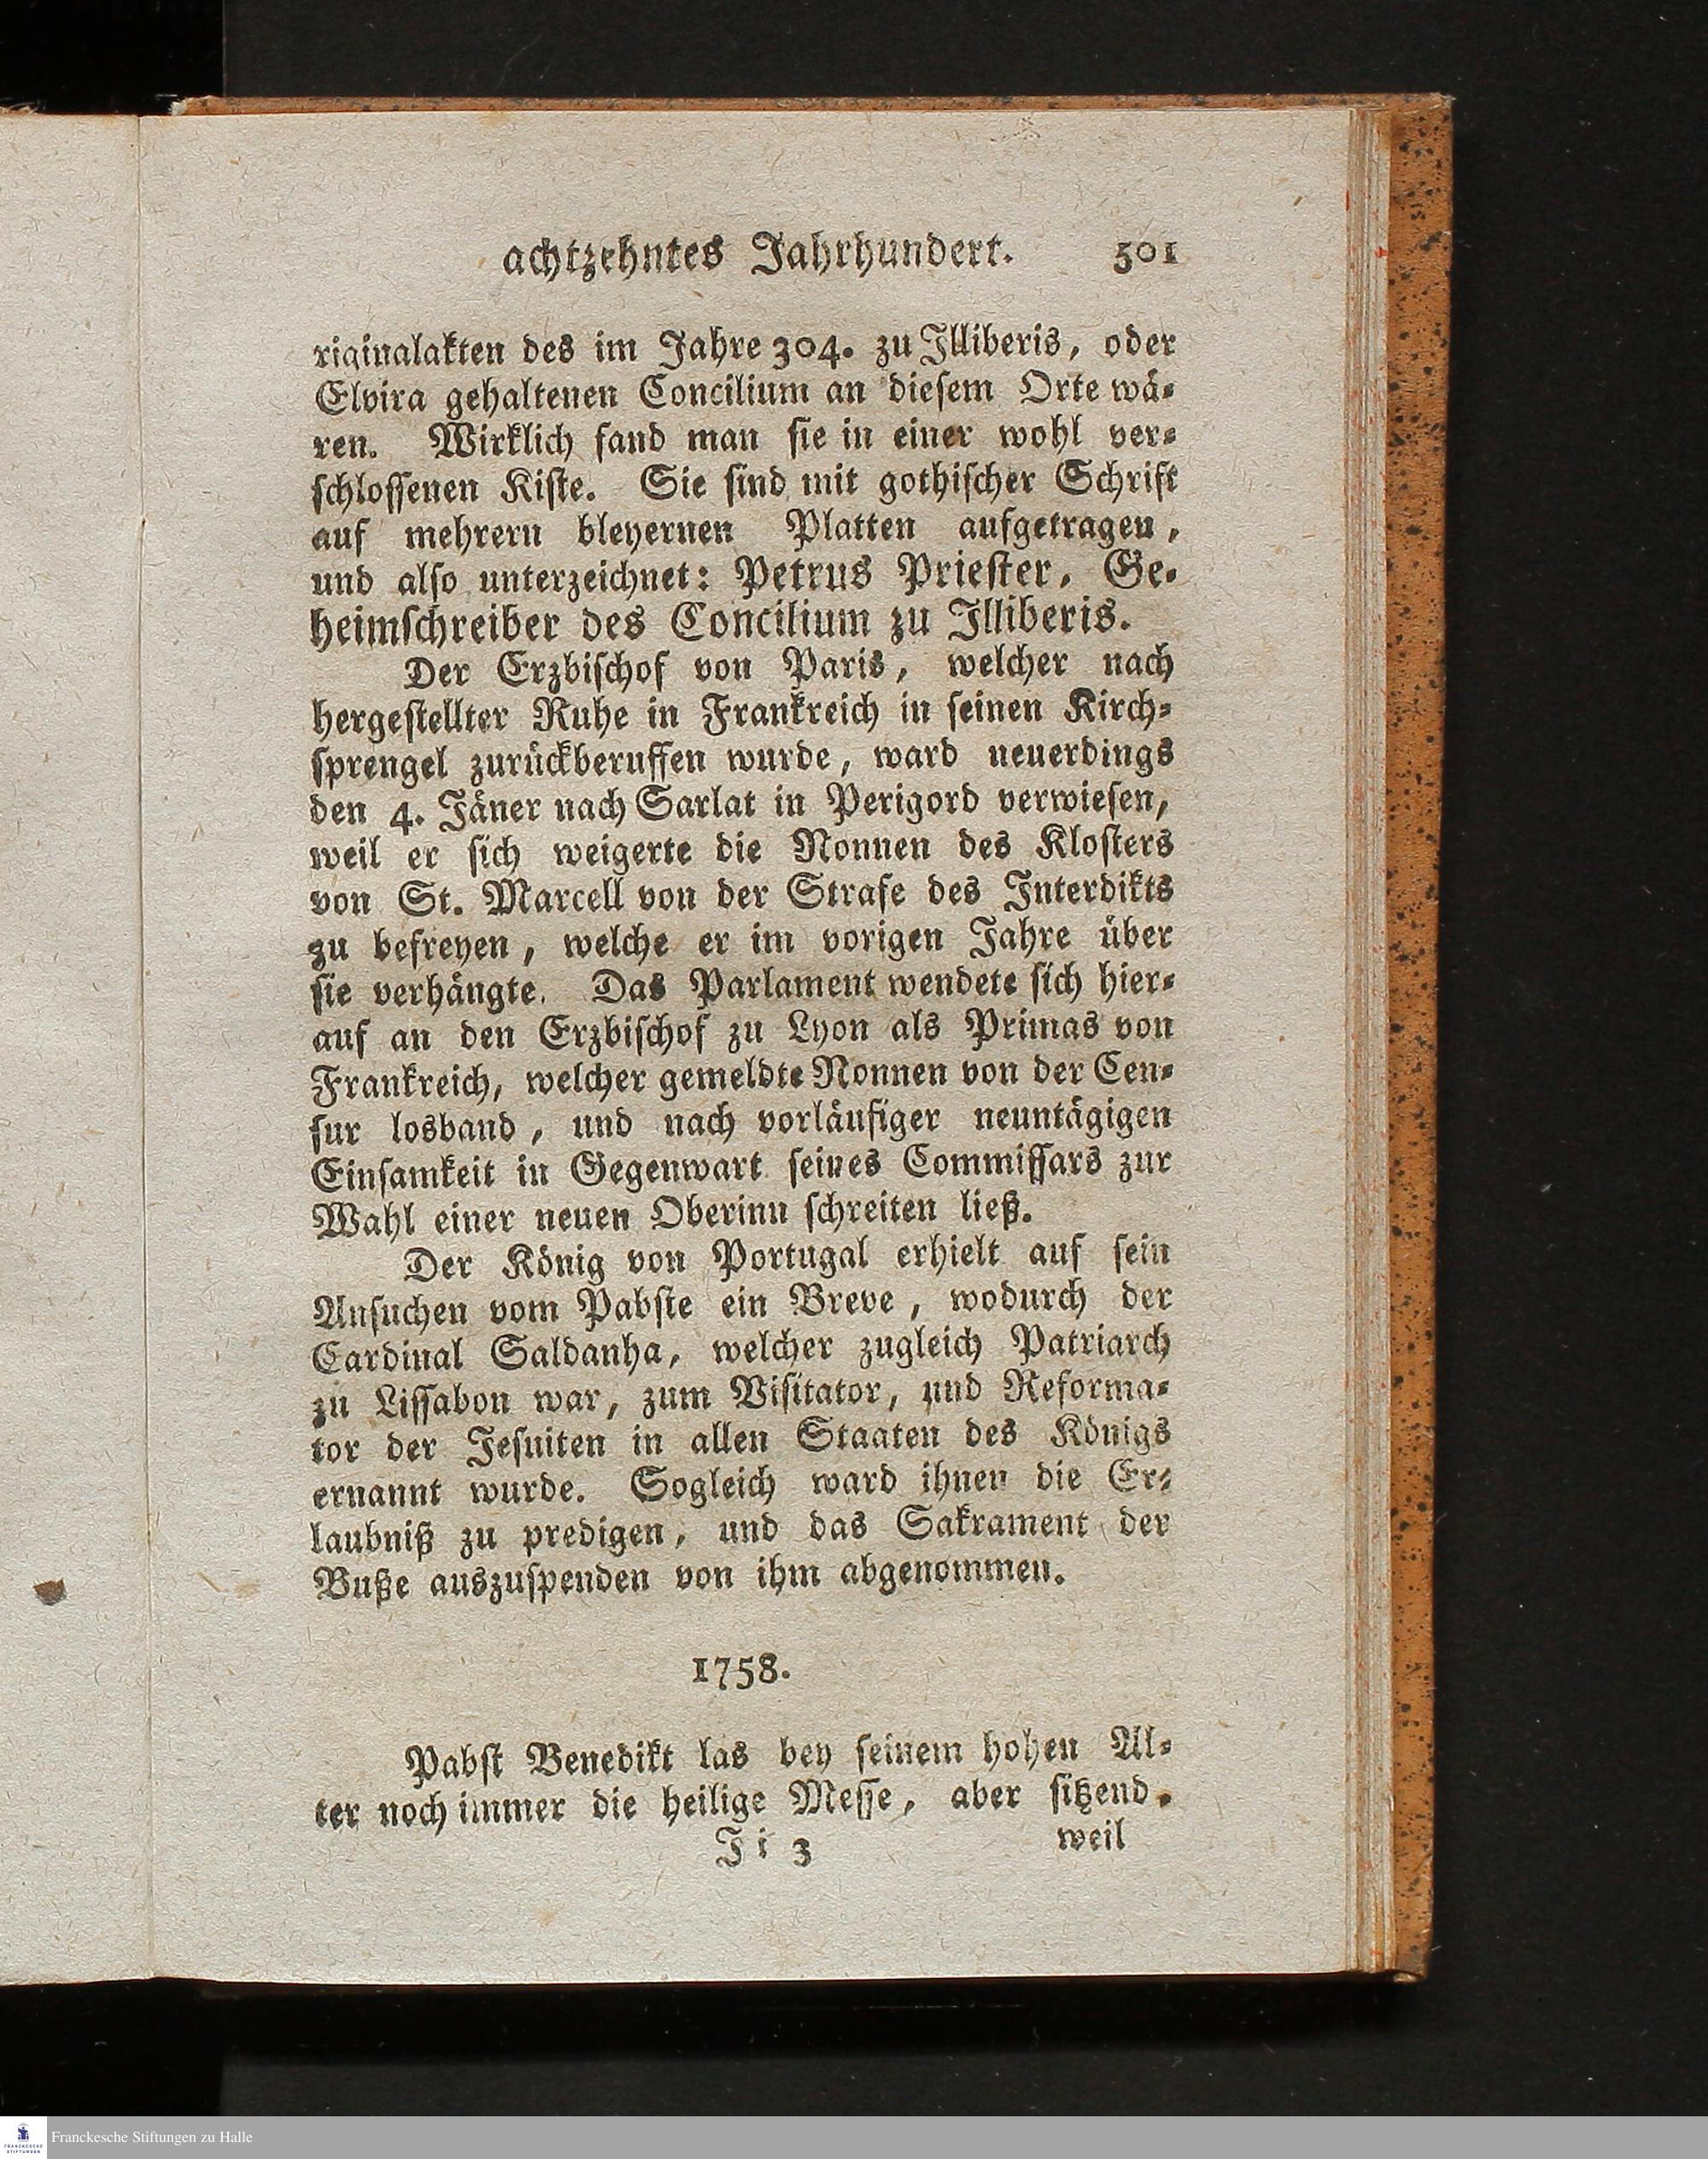 achtzehntes Jahrhundert. 501
riginalakten des im Jahre 304. zu Illiberis, oder
Elvira gehaltenen Concilium an diesem Orte wä-
ren. Wirklich fand man sie in einer wohl ver-
schlossenen Kiste. Sie sind mit gothischer Schrift
auf mehrern bleyernen Platten aufgetragen,
und also unterzeichnet: Petrus Priester, Ge-
heimschreiber des Concilium zu Illiberis.
Der Erzbischof von Paris, welcher nach
hergestellter Ruhe in Frankreich in seinen Kirch-
sprengel zurückberuffen wurde, ward neuerdings
den 4. Jäner nach Sarlat in Perigord verwiesen,
weil er sich weigerte die Nonnen des Klosters
von St. Marcell von der Strafe des Interdikts
zu befreyen, welche er im vorigen Jahre über
sie verhängte. Das Parlament wendete sich hier-
auf an den Erzbischof zu Lyon als Primas von
Frankreich, welcher gemeldte Nonnen von der Cen-
sur losband, und nach vorläufiger neuntägigen
Einsamkeit in Gegenwart seines Commissars zur
Wahl einer neuen Oberinn schreiten ließ.
Der König von Portugal erhielt auf sein
Ansuchen vom Pabste ein Breve, wodurch der
Cardinal Saldanha, welcher zugleich Patriarch
zu Lissabon war, zum Visitator, und Reforma-
tor der Jesuiten in allen Staaten des Königs
ernannt wurde. Sogleich ward ihnen die Er-
laubniß zu predigen, und das Sakrament der
Buße auszuspenden von ihm abgenommen.
1758.
Pabst Benedikt las bey seinem hohen Al-
ter noch immer die heilige Messe, aber sitzend,
Ji 3 weil
FRANCKESCHE STIFTUNGEN
Franckesche Stiftungen zu Halle